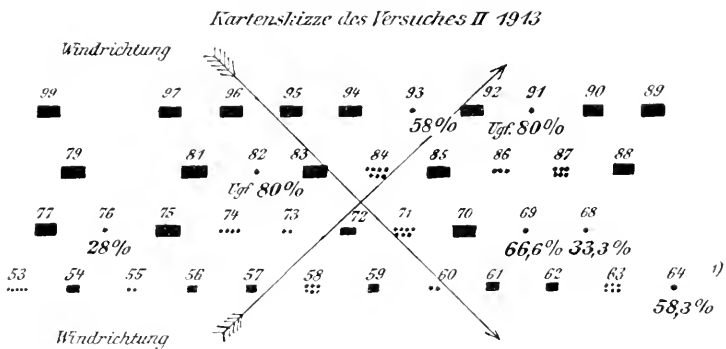 Kartenskizze des Versuches II 1913
Windrichtung
99 97 96 95 94 93 92 91 90 89
58% Ugf. 80%
79 81 82 83 84 85 86 87 88
Ugf 80%
77 76 75 74 73 72 71 70 69 68
28% 66,6% 33,3%
53 54 55 56 57 58 59 60 61 62 63 64 1)
58,3%
Windrichtung